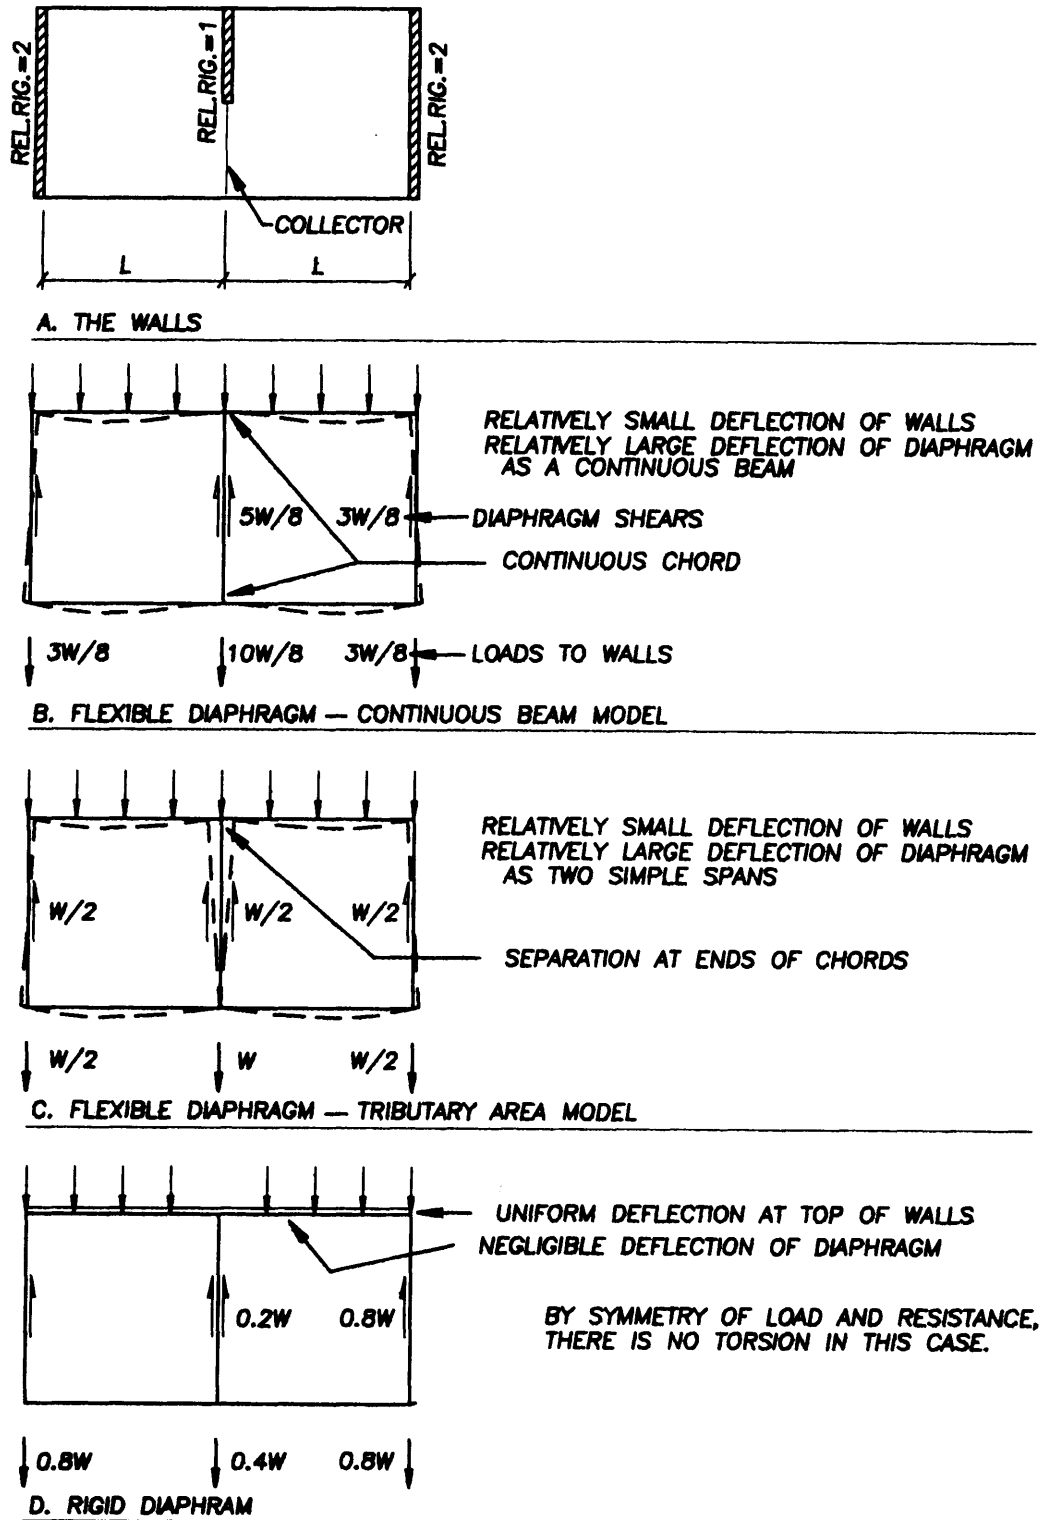 REL.RIG.=2
REL.RIG.=1
REL.RIG.=2
COLLECTOR
L
L
A. THE WALLS
RELATIVELY SMALL DEFLECTION OF WALLS
RELATIVELY LARGE DEFLECTION OF DIAPHRAGM
AS A CONTINUOUS BEAM
5W/8
3W/8
DIAPHRAGM SHEARS
CONTINUOUS CHORD
3W/8
10W/8
3W/8
LOADS TO WALLS
B. FLEXIBLE DIAPHRAGM — CONTINUOUS BEAM MODEL
RELATIVELY SMALL DEFLECTION OF WALLS
RELATIVELY LARGE DEFLECTION OF DIAPHRAGM
AS TWO SIMPLE SPANS
W/2
W/2
W/2
SEPARATION AT ENDS OF CHORDS
W/2
W
W/2
C. FLEXIBLE DIAPHRAGM — TRIBUTARY AREA MODEL
UNIFORM DEFLECTION AT TOP OF WALLS
NEGLIGIBLE DEFLECTION OF DIAPHRAGM
0.2W
0.8W
BY SYMMETRY OF LOAD AND RESISTANCE,
THERE IS NO TORSION IN THIS CASE.
0.8W
0.4W
0.8W
D. RIGID DIAPHRAM